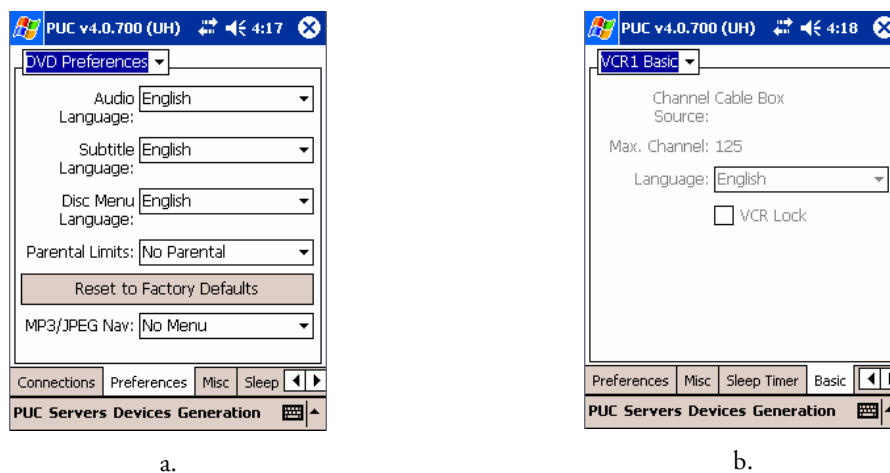 PUC v4.0.700 (UH) 4:17
DVD Preferences
Audio Language: English
Subtitle Language: English
Disc Menu Language: English
Parental Limits: No Parental
Reset to Factory Defaults
MP3/JPEG Nav: No Menu
Connections Preferences Misc Sleep
PUC Servers Devices Generation
a.
PUC v4.0.700 (UH) 4:18
VCR1 Basic
Channel Source: Cable Box
Max. Channel: 125
Language: English
VCR Lock
Preferences Misc Sleep Timer Basic
PUC Servers Devices Generation
b.